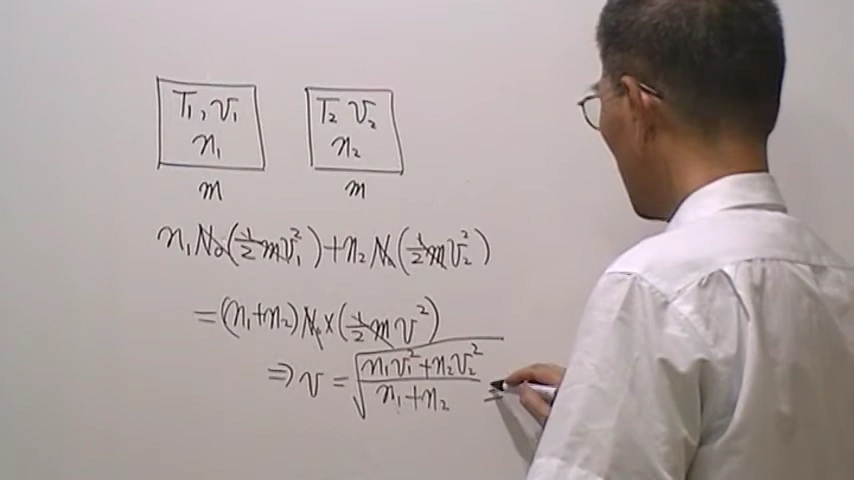 T₁, v₁
n₁
m
T₂ v₂
n₂
m
n₁N₀(½mv₁²)+n₂N₀(½mv₂²)
=(n₁+n₂)N₀×(½mv²)
⇒ v = √((n₁v₁²+n₂v₂²)/(n₁+n₂)) =